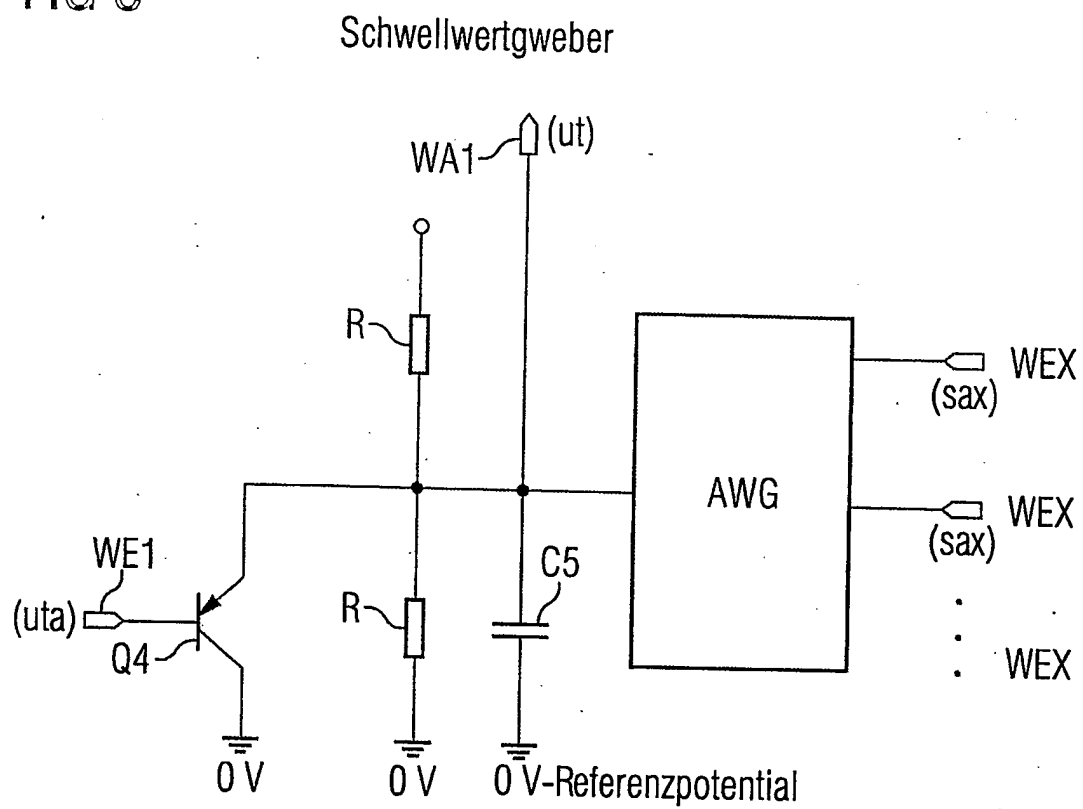 Schwellwertgweber
WA1
(ut)
R
WEX
(sax)
AWG
WEX
(sax)
WE1
C5
(uta)
R
Q4
WEX
0 V
0 V
0 V-Referenzpotential